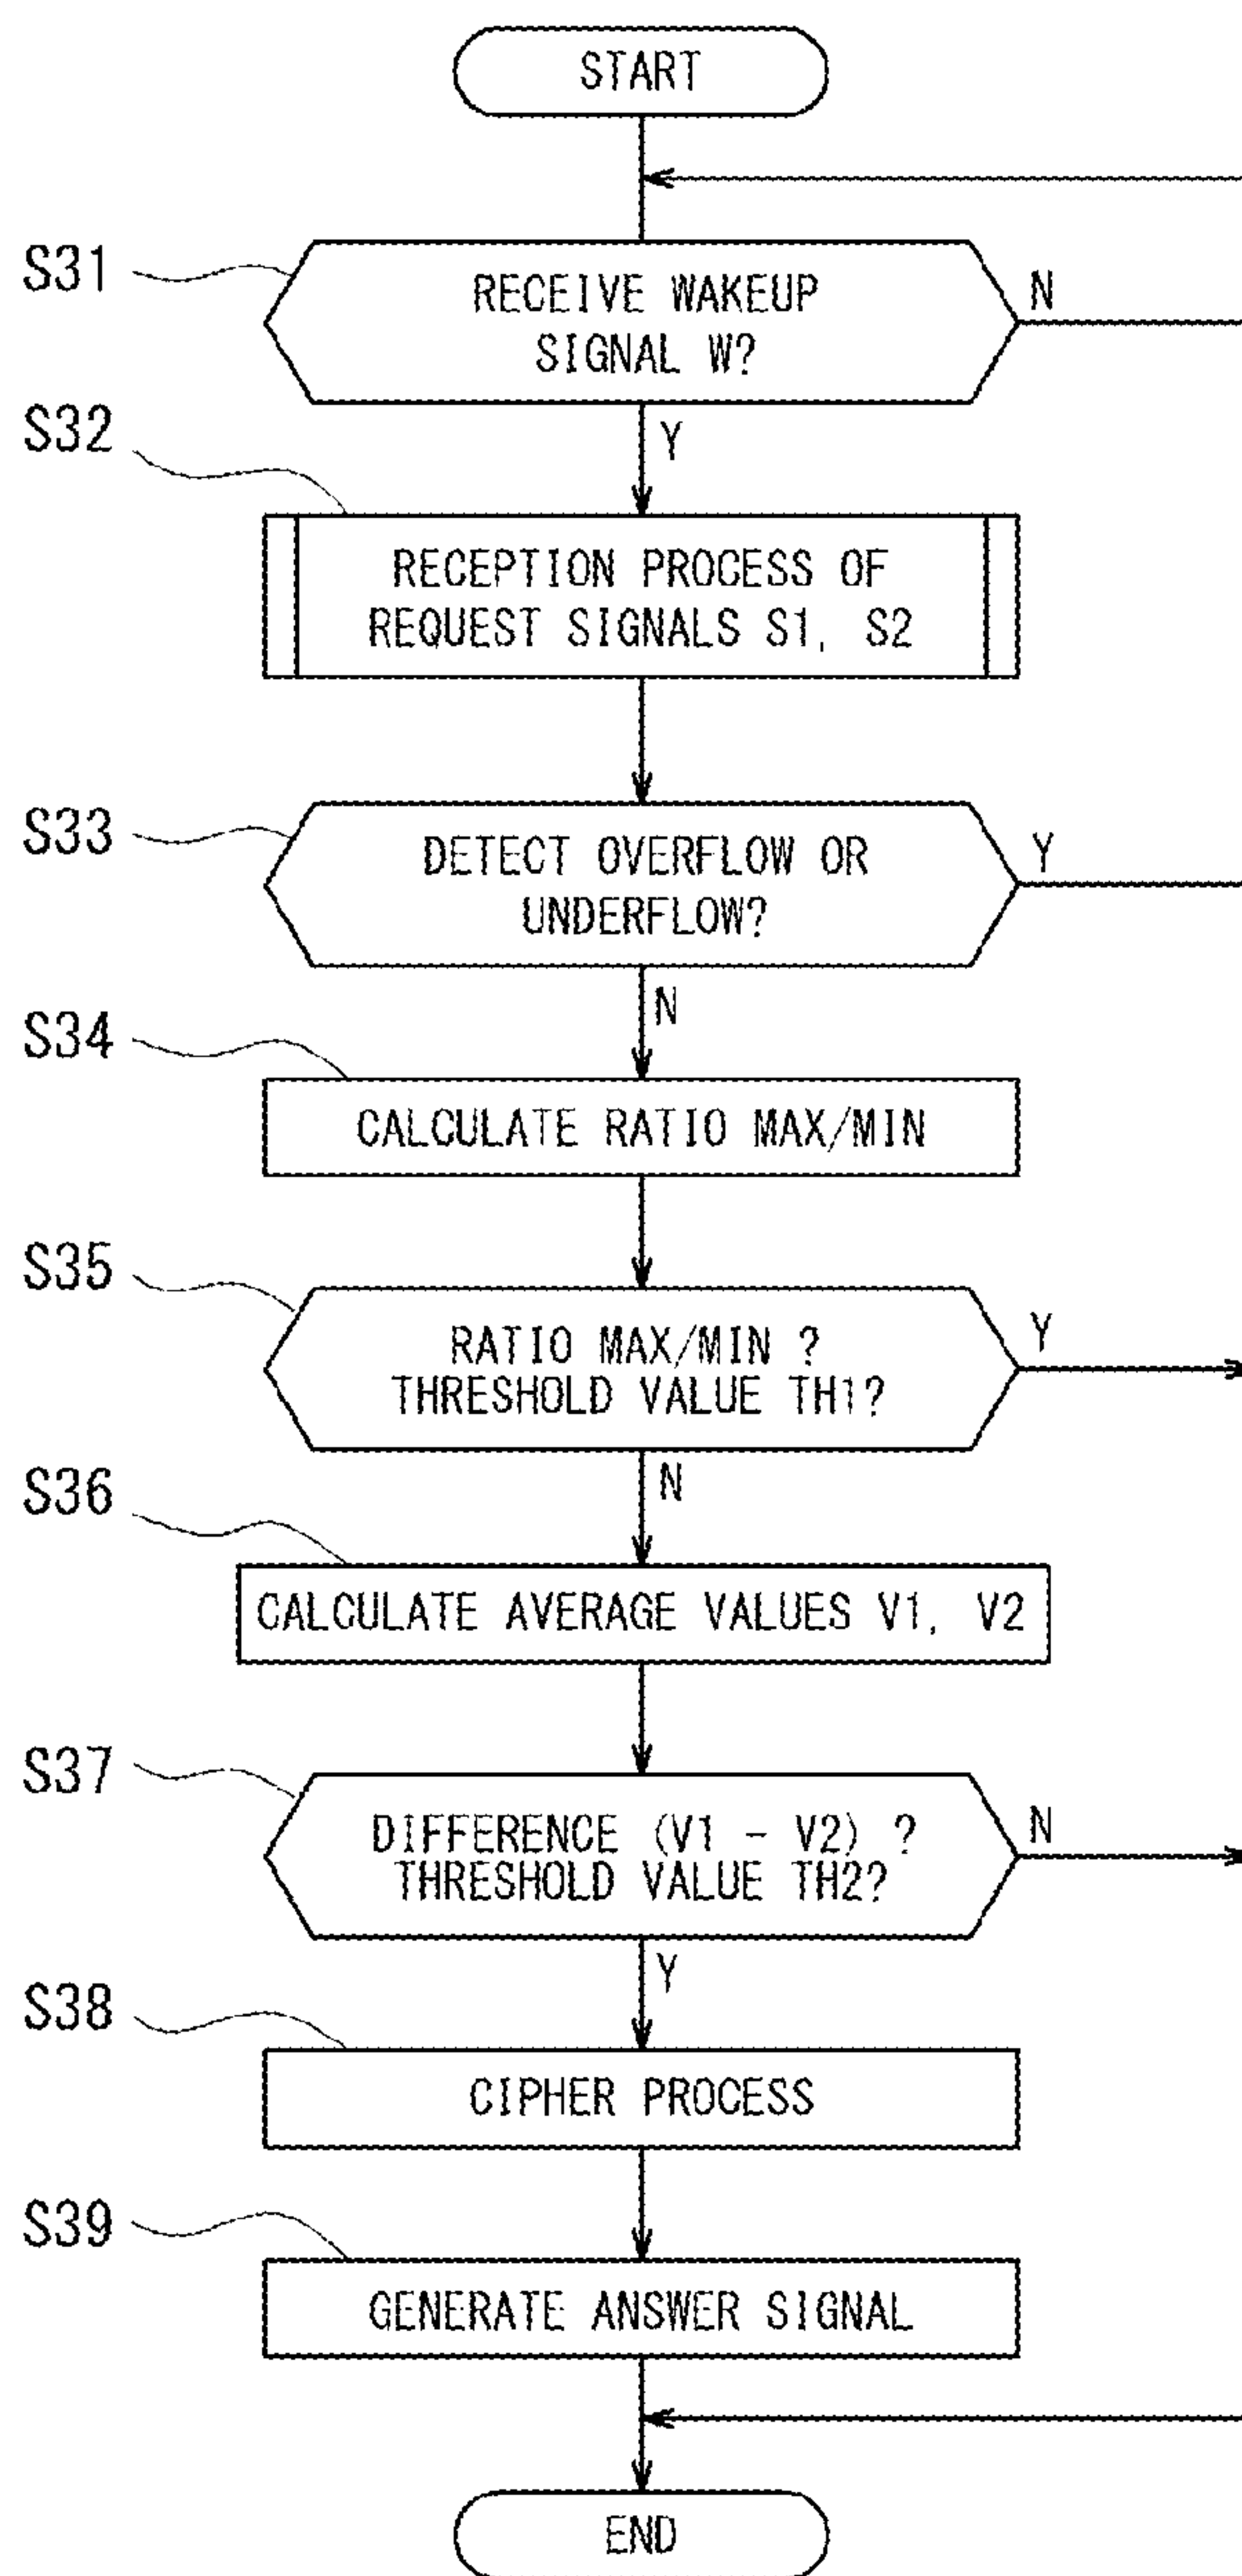 START
S31
RECEIVE WAKEUP
SIGNAL W?
N
Y
S32
RECEPTION PROCESS OF
REQUEST SIGNALS S1, S2
S33
DETECT OVERFLOW OR
UNDERFLOW?
Y
N
S34
CALCULATE RATIO MAX/MIN
S35
RATIO MAX/MIN ?
THRESHOLD VALUE TH1?
Y
N
S36
CALCULATE AVERAGE VALUES V1, V2
S37
DIFFERENCE (V1 - V2) ?
THRESHOLD VALUE TH2?
N
Y
S38
CIPHER PROCESS
S39
GENERATE ANSWER SIGNAL
END